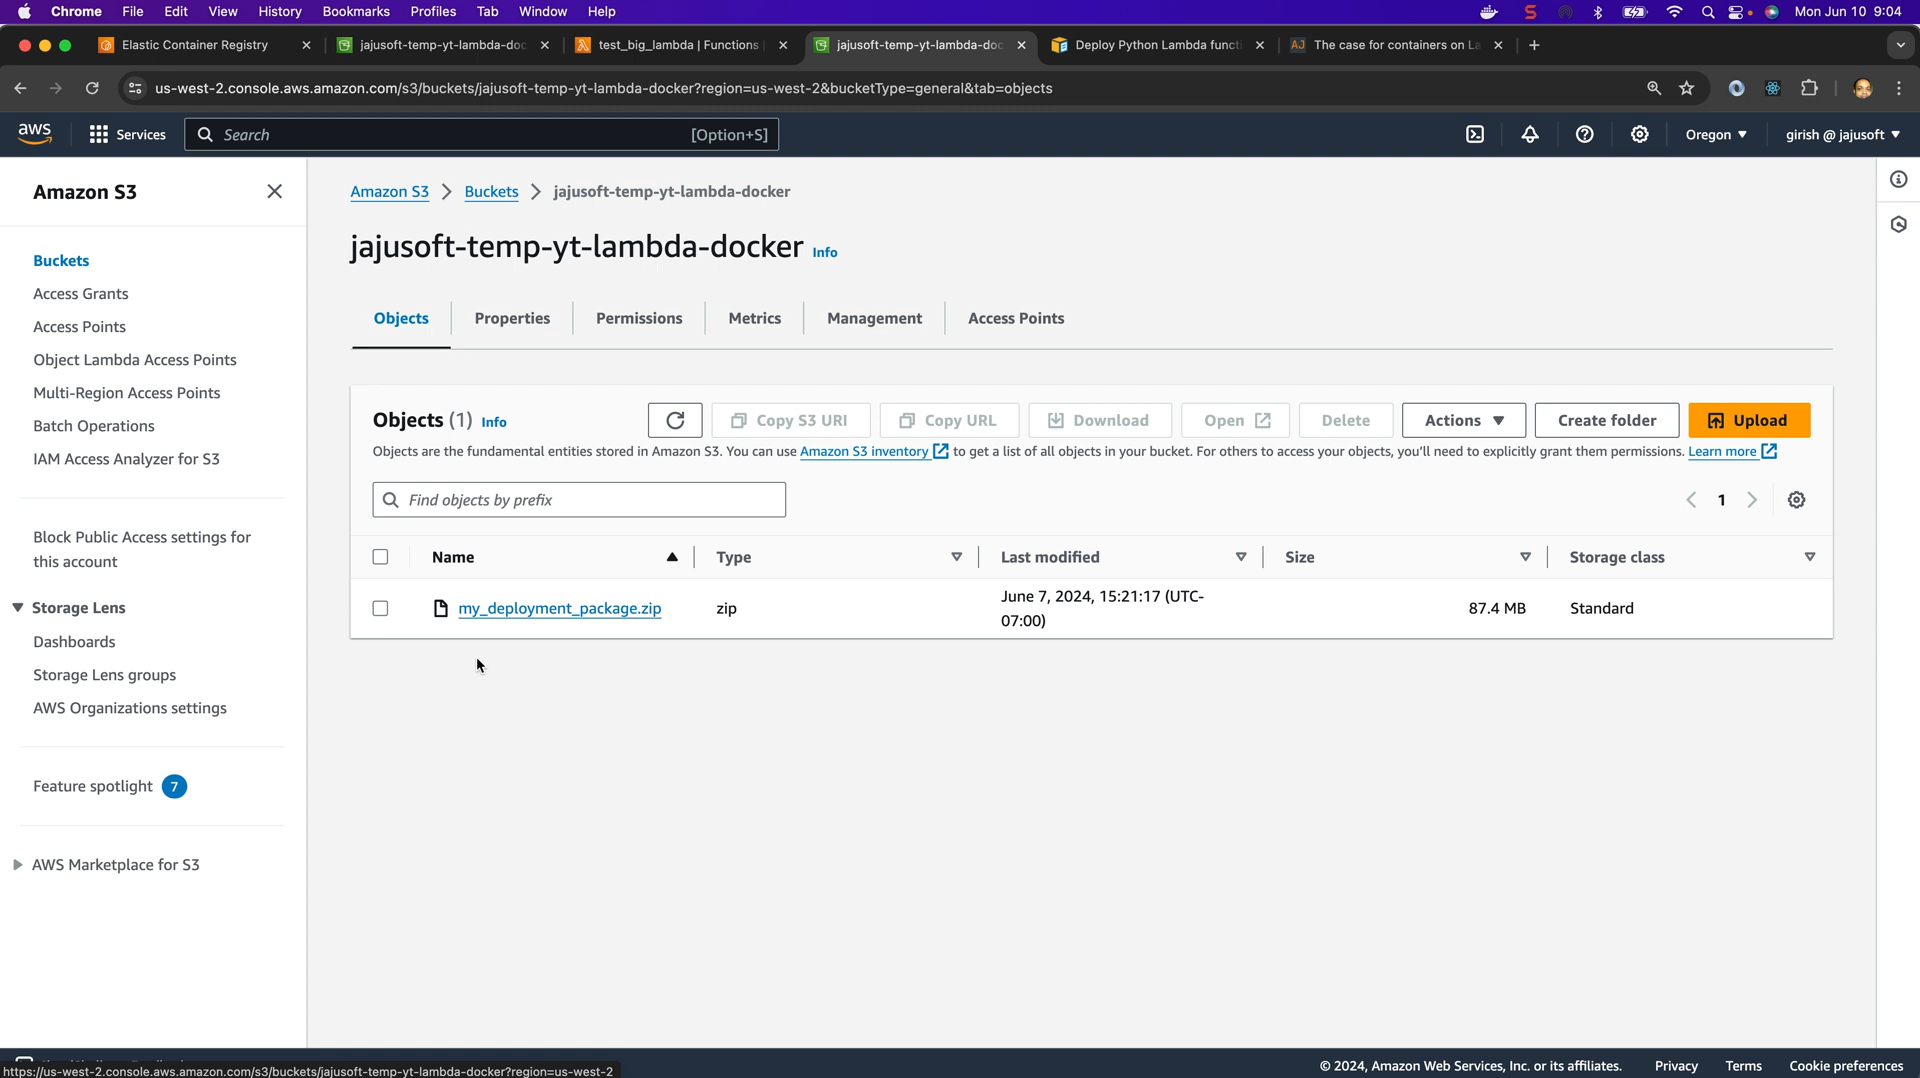 Chrome File Edit View History Bookmarks Profiles Tab Window Help
Mon Jun 10 9:04
Elastic Container Registry
jajusoft-temp-yt-lambda-doc
test_big_lambda | Functions
jajusoft-temp-yt-lambda-doc
Deploy Python Lambda functi
The case for containers on La
us-west-2.console.aws.amazon.com/s3/buckets/jajusoft-temp-yt-lambda-docker?region=us-west-2&bucketType=general&tab=objects
aws
Services
Search
[Option+S]
Oregon
girish @ jajusoft
Amazon S3
Buckets
Access Grants
Access Points
Object Lambda Access Points
Multi-Region Access Points
Batch Operations
IAM Access Analyzer for S3
Block Public Access settings for
this account
Storage Lens
Dashboards
Storage Lens groups
AWS Organizations settings
Feature spotlight 7
AWS Marketplace for S3
Amazon S3 > Buckets > jajusoft-temp-yt-lambda-docker
jajusoft-temp-yt-lambda-docker Info
Objects Properties Permissions Metrics Management Access Points
Objects (1) Info
Copy S3 URI Copy URL Download Open Delete Actions Create folder Upload
Objects are the fundamental entities stored in Amazon S3. You can use Amazon S3 inventory to get a list of all objects in your bucket. For others to access your objects, you'll need to explicitly grant them permissions. Learn more
Find objects by prefix
1
Name Type Last modified Size Storage class
my_deployment_package.zip zip June 7, 2024, 15:21:17 (UTC-
07:00) 87.4 MB Standard
https://us-west-2.console.aws.amazon.com/s3/buckets/jajusoft-temp-yt-lambda-docker?region=us-west-2
© 2024, Amazon Web Services, Inc. or its affiliates. Privacy Terms Cookie preferences